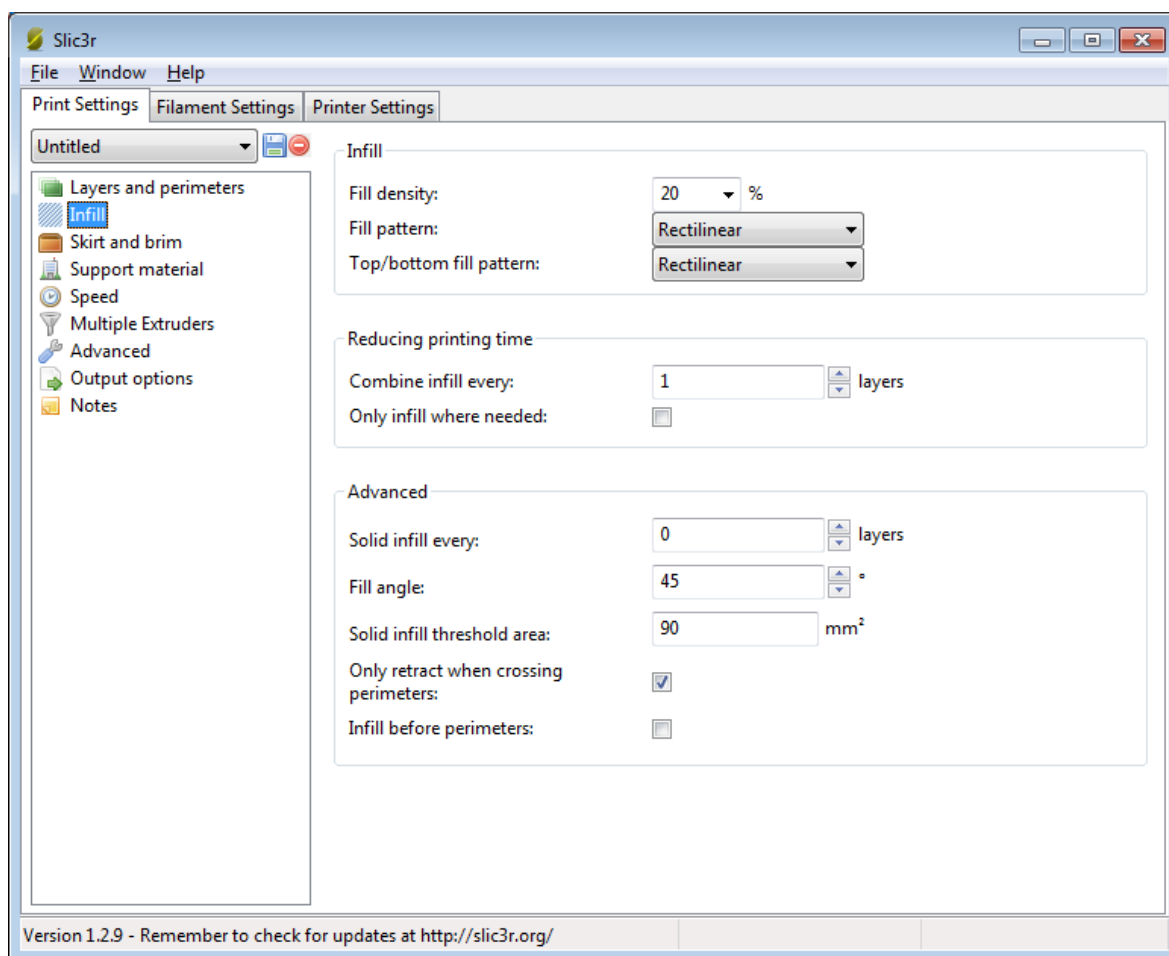 Slic3r
File Window Help
Print Settings Filament Settings Printer Settings
Untitled
Layers and perimeters
Infill
Skirt and brim
Support material
Speed
Multiple Extruders
Advanced
Output options
Notes
Infill
Fill density: 20 %
Fill pattern: Rectilinear
Top/bottom fill pattern: Rectilinear
Reducing printing time
Combine infill every: 1 layers
Only infill where needed:
Advanced
Solid infill every: 0 layers
Fill angle: 45 °
Solid infill threshold area: 90 mm²
Only retract when crossing
perimeters:
Infill before perimeters:
Version 1.2.9 - Remember to check for updates at http://slic3r.org/